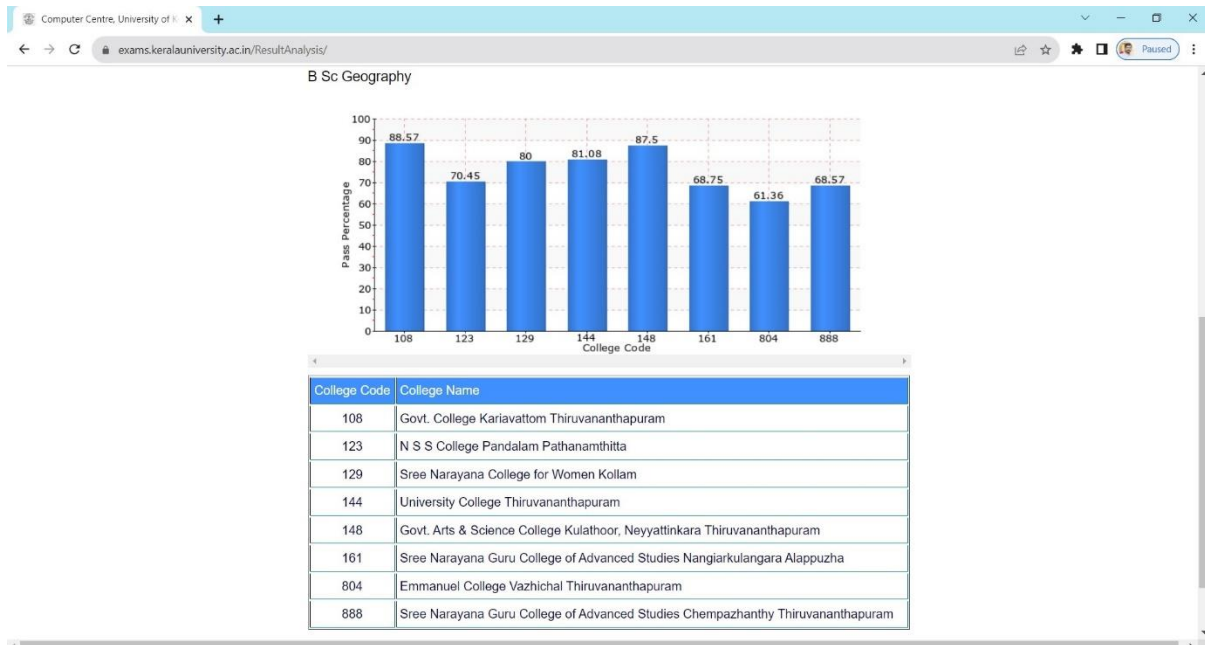 Computer Centre, University of K
exams.keralauniversity.ac.in/ResultAnalysis/
Paused
B Sc Geography
Pass Percentage
100
90
80
70
60
50
40
30
20
10
0
88.57
70.45
80
81.08
87.5
68.75
61.36
68.57
108 123 129 144 148 161 804 888
College Code
College Code College Name
108 Govt. College Kariavattom Thiruvananthapuram
123 N S S College Pandalam Pathanamthitta
129 Sree Narayana College for Women Kollam
144 University College Thiruvananthapuram
148 Govt. Arts & Science College Kulathoor, Neyyattinkara Thiruvananthapuram
161 Sree Narayana Guru College of Advanced Studies Nangiarkulangara Alappuzha
804 Emmanuel College Vazhichal Thiruvananthapuram
888 Sree Narayana Guru College of Advanced Studies Chempazhanthy Thiruvananthapuram